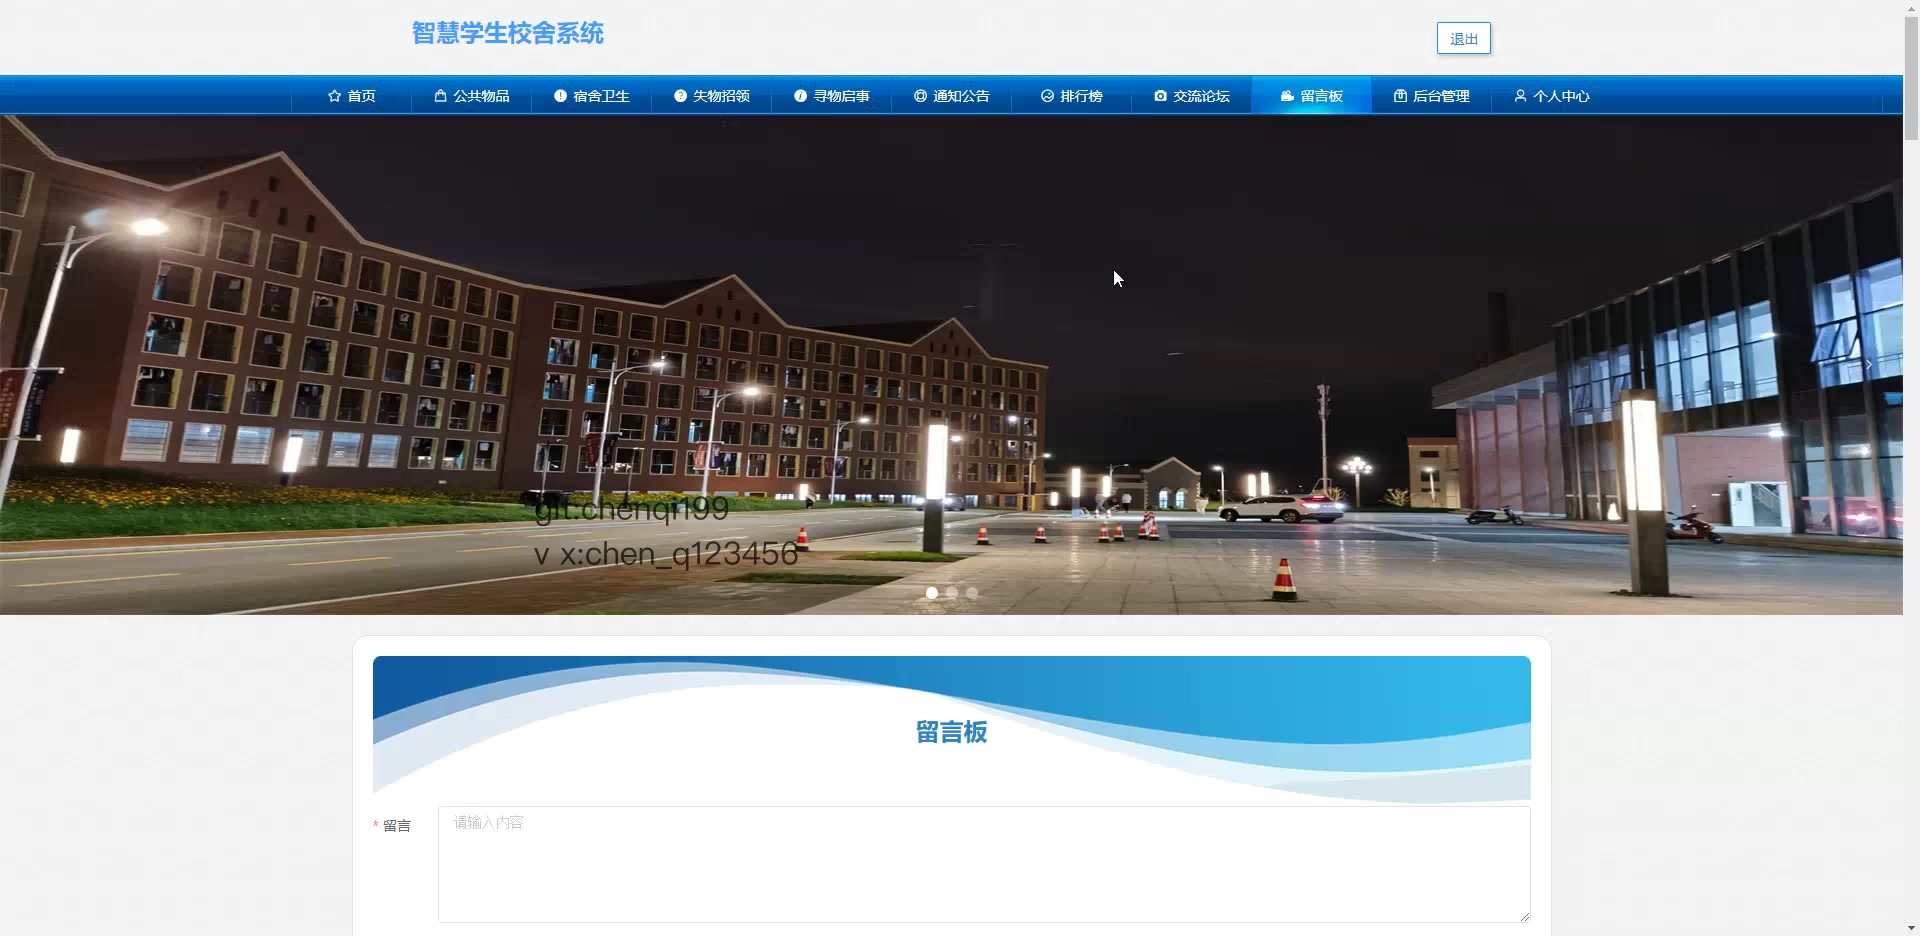 智慧学生校舍系统
退出
首页 公共物品 宿舍卫生 失物招领 寻物启事 通知公告 排行榜 交流论坛 留言板 后台管理 个人中心
git:chenqi199
v x:chen_q123456
留言板
* 留言
请输入内容